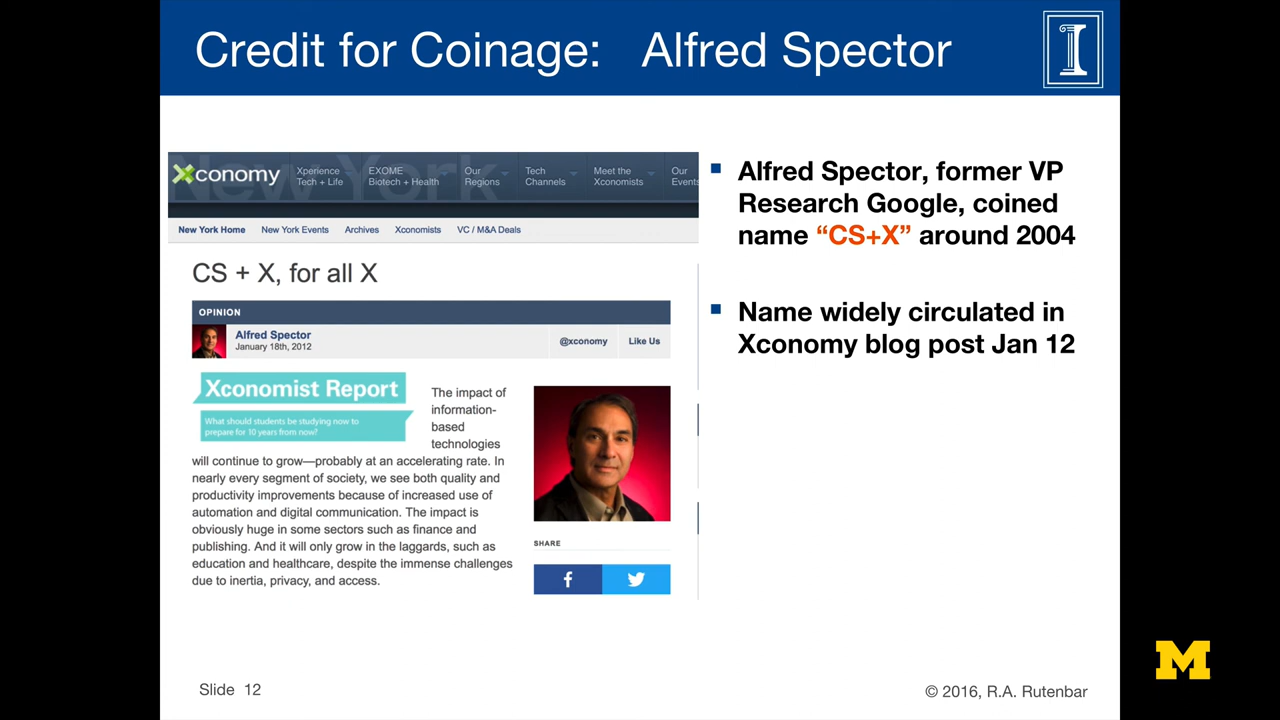 Credit for Coinage: Alfred Spector
New York
Xconomy
Xperience
Tech + Life
EXOME
Biotech + Health
Our
Regions
Tech
Channels
Meet the
Xconomists
Our
Events
New York Home New York Events Archives Xconomists VC / M&A Deals
CS + X, for all X
OPINION
Alfred Spector
January 18th, 2012
@xconomy Like Us
Xconomist Report
What should students be studying now to
prepare for 10 years from now?
The impact of
information-
based
technologies
will continue to grow—probably at an accelerating rate. In
nearly every segment of society, we see both quality and
productivity improvements because of increased use of
automation and digital communication. The impact is
obviously huge in some sectors such as finance and
publishing. And it will only grow in the laggards, such as
education and healthcare, despite the immense challenges
due to inertia, privacy, and access.
SHARE
f
▪ Alfred Spector, former VP
Research Google, coined
name “CS+X” around 2004
▪ Name widely circulated in
Xconomy blog post Jan 12
Slide 12
© 2016, R.A. Rutenbar
M